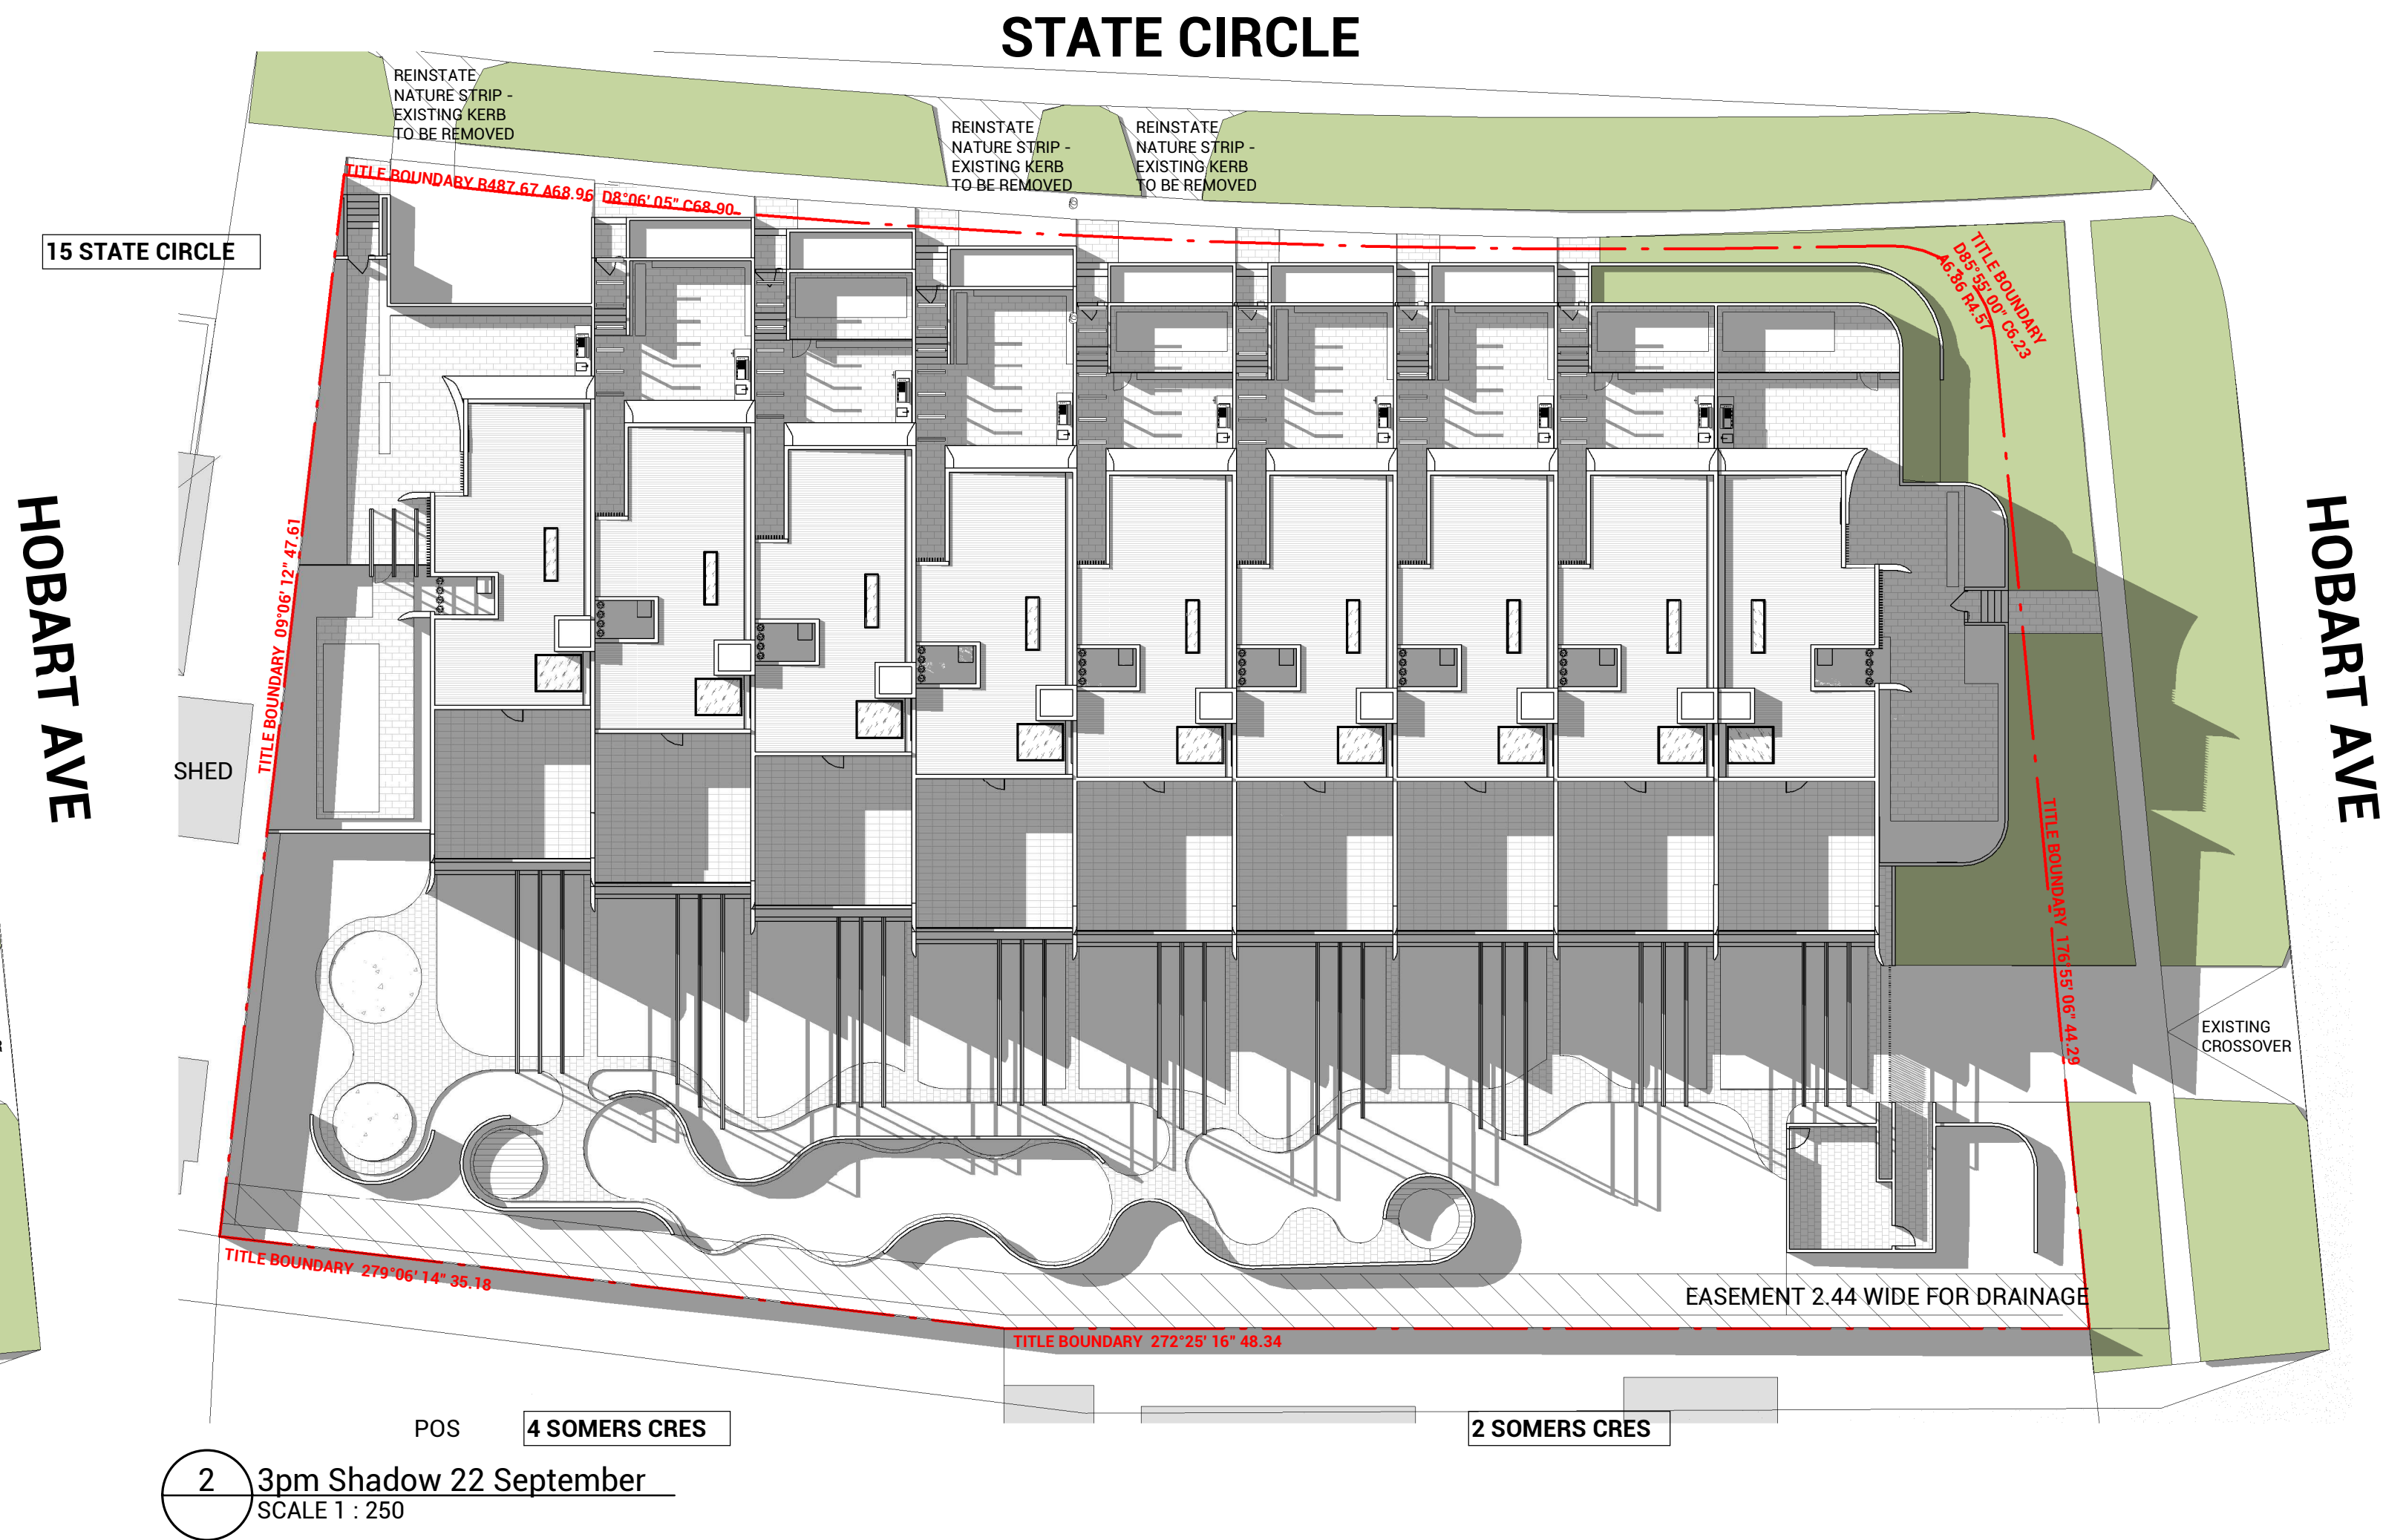 STATE CIRCLE
REINSTATE
NATURE STRIP -
EXISTING KERB
TO BE REMOVED
REINSTATE
NATURE STRIP -
EXISTING KERB
TO BE REMOVED
REINSTATE
NATURE STRIP -
EXISTING KERB
TO BE REMOVED
TITLE BOUNDARY R487.67 A68.96 D8°06' 05" C68.90
15 STATE CIRCLE
TITLE BOUNDARY
D85°55' 00" C6.23
A6.86 R4.57
HOBART AVE
HOBART AVE
TITLE BOUNDARY 09°06' 12" 47.61
SHED
TITLE BOUNDARY 176°55' 06" 44.29
EXISTING
CROSSOVER
TITLE BOUNDARY 279°06' 14" 35.18
EASEMENT 2.44 WIDE FOR DRAINAGE
TITLE BOUNDARY 272°25' 16" 48.34
POS
4 SOMERS CRES
2 SOMERS CRES
2
3pm Shadow 22 September
SCALE 1 : 250